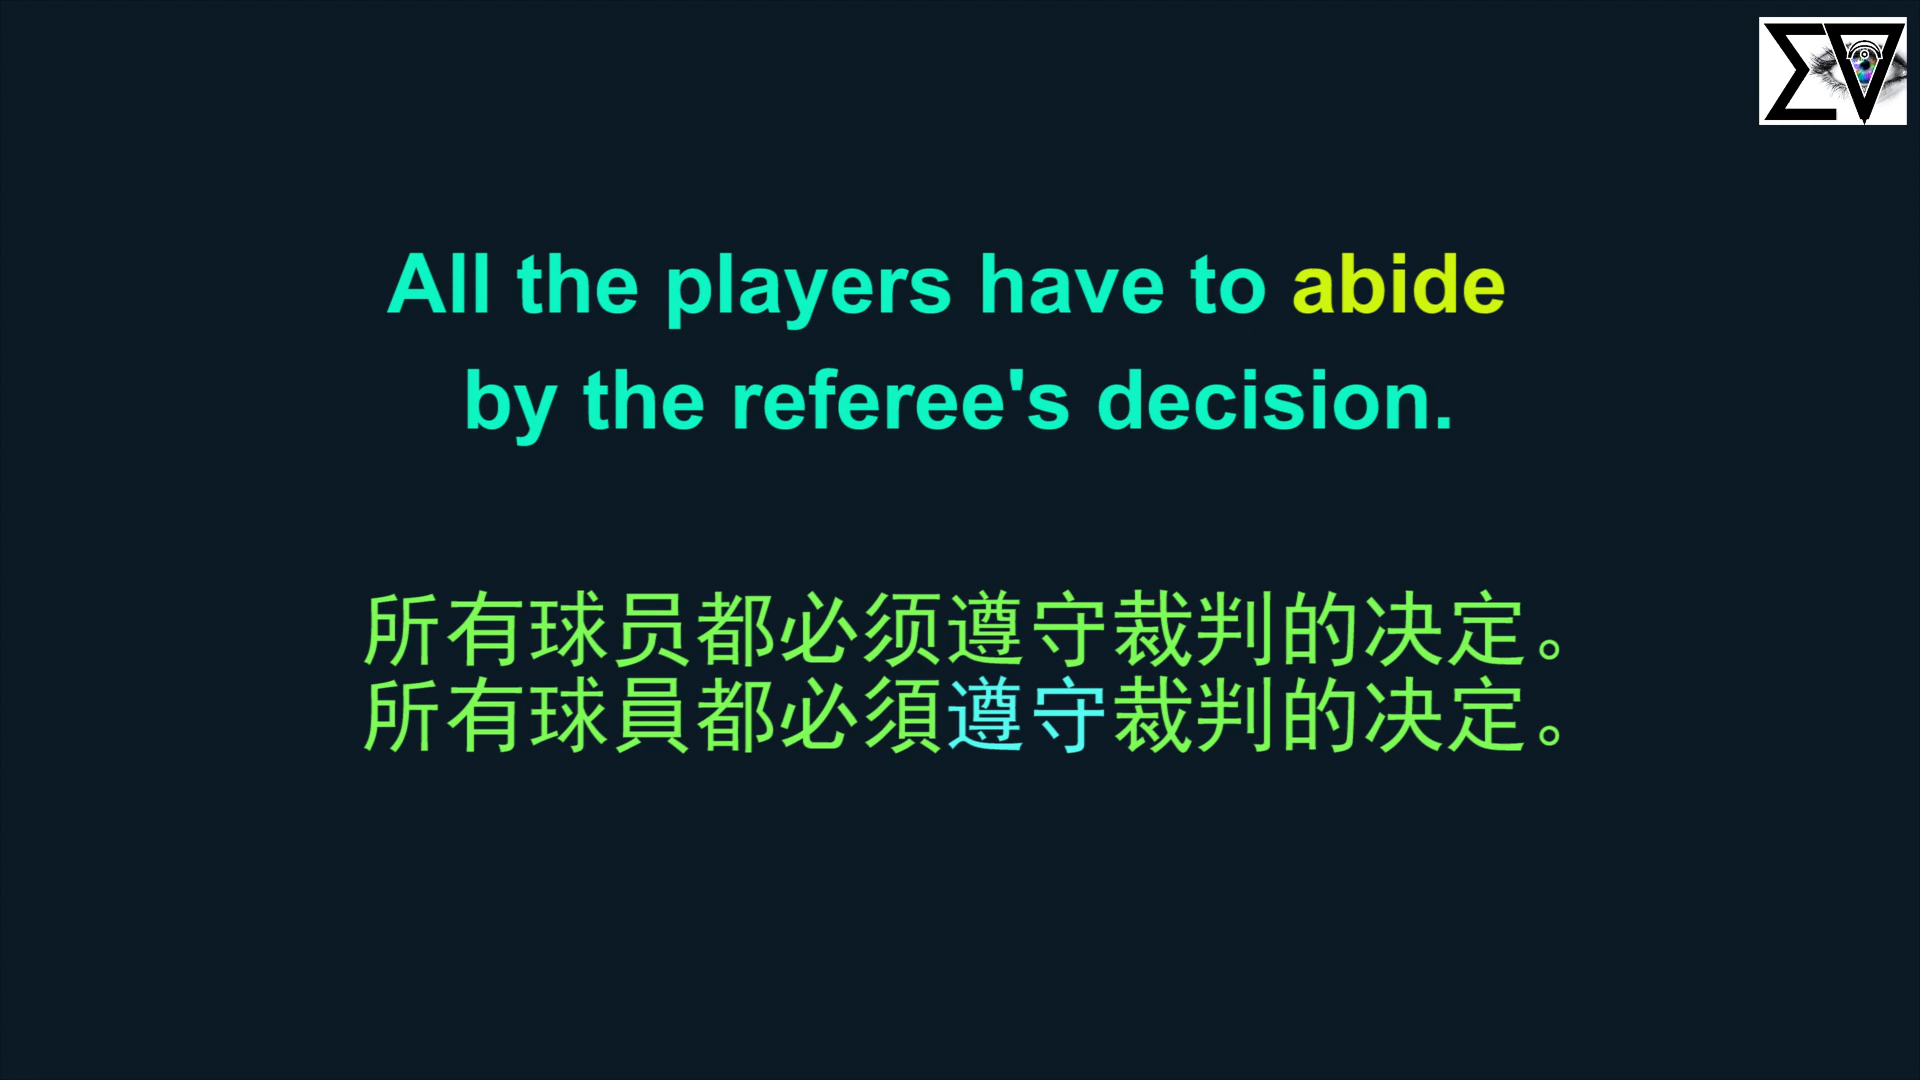 All the players have to abide
by the referee's decision.
所有球员都必须遵守裁判的决定。
所有球員都必須遵守裁判的决定。